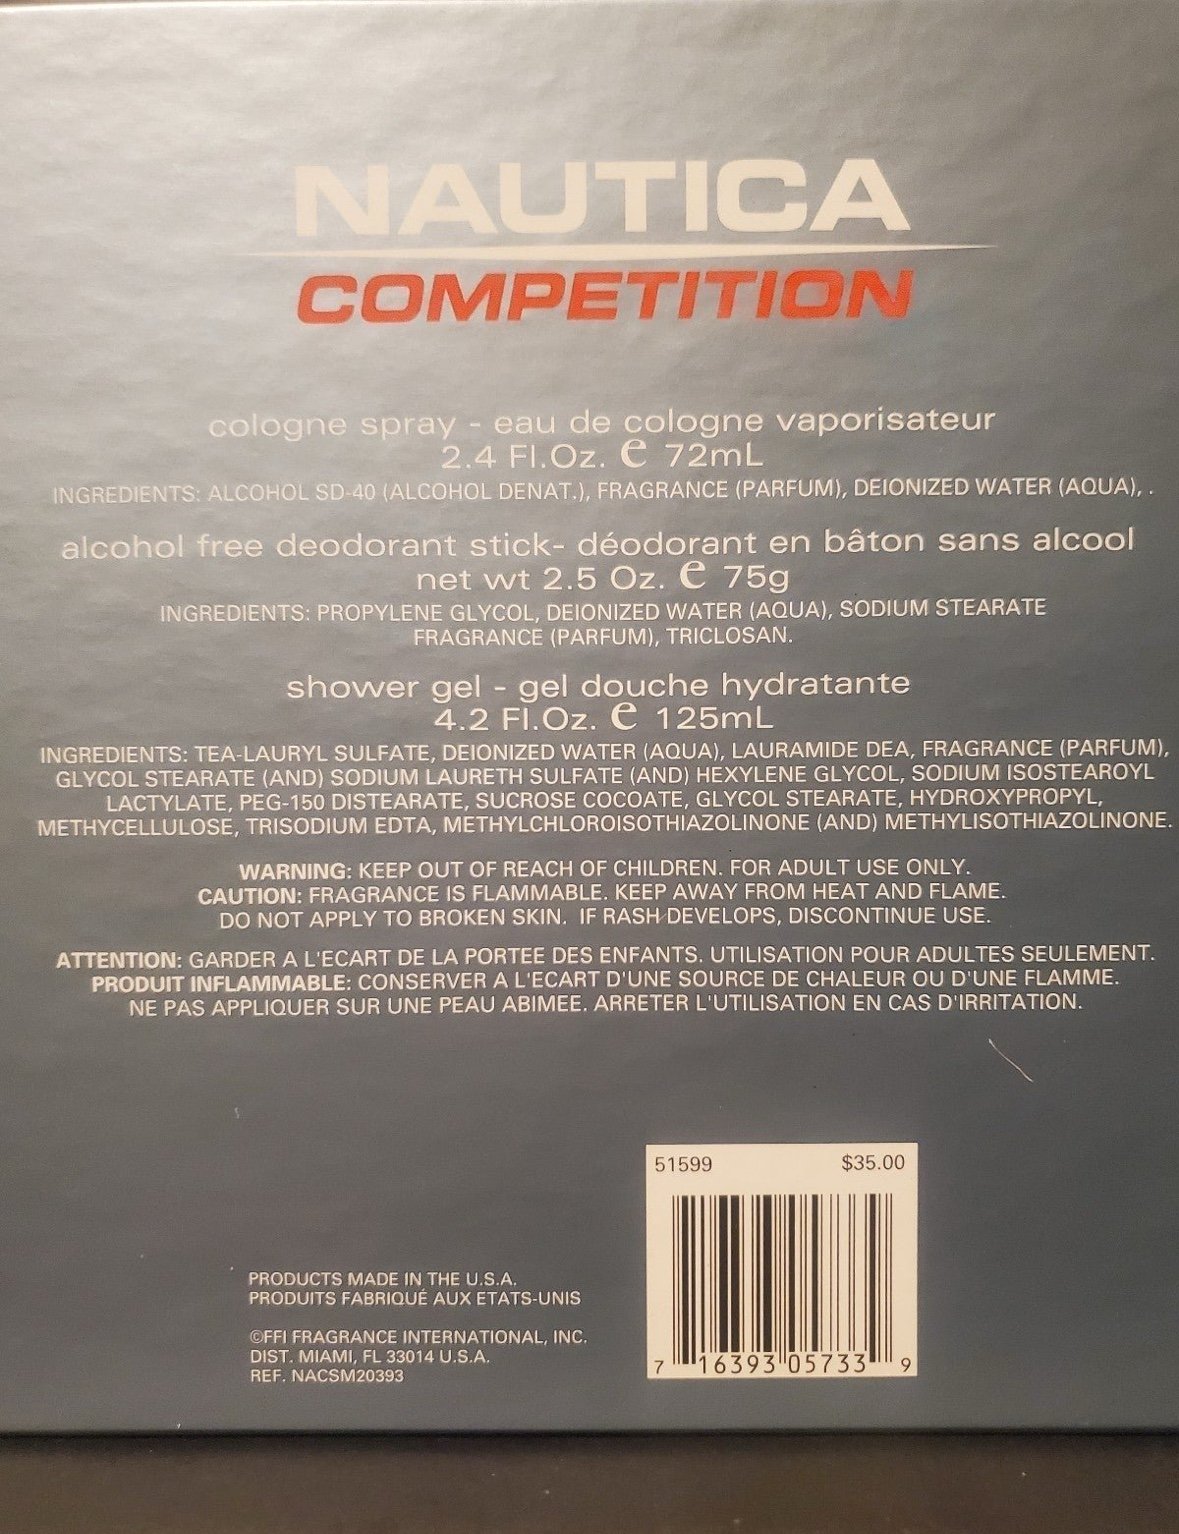 NAUTICA
COMPETITION
cologne spray - eau de cologne vaporisateur
2.4 Fl.Oz. ℮ 72mL
INGREDIENTS: ALCOHOL SD-40 (ALCOHOL DENAT.), FRAGRANCE (PARFUM), DEIONIZED WATER (AQUA), .
alcohol free deodorant stick- déodorant en bâton sans alcool
net wt 2.5 Oz. ℮ 75g
INGREDIENTS: PROPYLENE GLYCOL, DEIONIZED WATER (AQUA), SODIUM STEARATE
FRAGRANCE (PARFUM), TRICLOSAN.
shower gel - gel douche hydratante
4.2 Fl.Oz. ℮ 125mL
INGREDIENTS: TEA-LAURYL SULFATE, DEIONIZED WATER (AQUA), LAURAMIDE DEA, FRAGRANCE (PARFUM),
GLYCOL STEARATE (AND) SODIUM LAURETH SULFATE (AND) HEXYLENE GLYCOL, SODIUM ISOSTEAROYL
LACTYLATE, PEG-150 DISTEARATE, SUCROSE COCOATE, GLYCOL STEARATE, HYDROXYPROPYL,
METHYCELLULOSE, TRISODIUM EDTA, METHYLCHLOROISOTHIAZOLINONE (AND) METHYLISOTHIAZOLINONE.
WARNING: KEEP OUT OF REACH OF CHILDREN. FOR ADULT USE ONLY.
CAUTION: FRAGRANCE IS FLAMMABLE. KEEP AWAY FROM HEAT AND FLAME.
DO NOT APPLY TO BROKEN SKIN. IF RASH DEVELOPS, DISCONTINUE USE.
ATTENTION: GARDER A L'ECART DE LA PORTEE DES ENFANTS. UTILISATION POUR ADULTES SEULEMENT.
PRODUIT INFLAMMABLE: CONSERVER A L'ECART D'UNE SOURCE DE CHALEUR OU D'UNE FLAMME.
NE PAS APPLIQUER SUR UNE PEAU ABIMEE. ARRETER L'UTILISATION EN CAS D'IRRITATION.
51599 $35.00
7 16393 05733 9
PRODUCTS MADE IN THE U.S.A.
PRODUITS FABRIQUÉ AUX ETATS-UNIS
©FFI FRAGRANCE INTERNATIONAL, INC.
DIST. MIAMI, FL 33014 U.S.A.
REF. NACSM20393